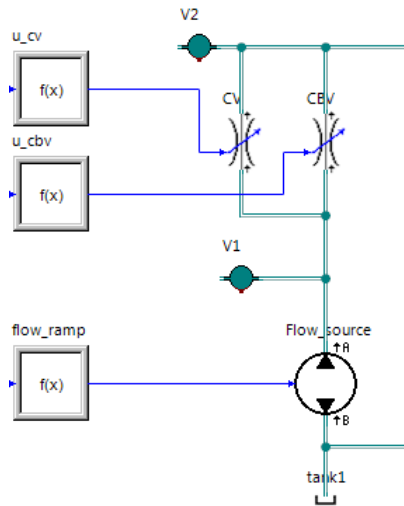 V2
u_cv
f(x)
CV
CBV
u_cbv
f(x)
V1
flow_ramp
f(x)
Flow_source
A
B
tank1